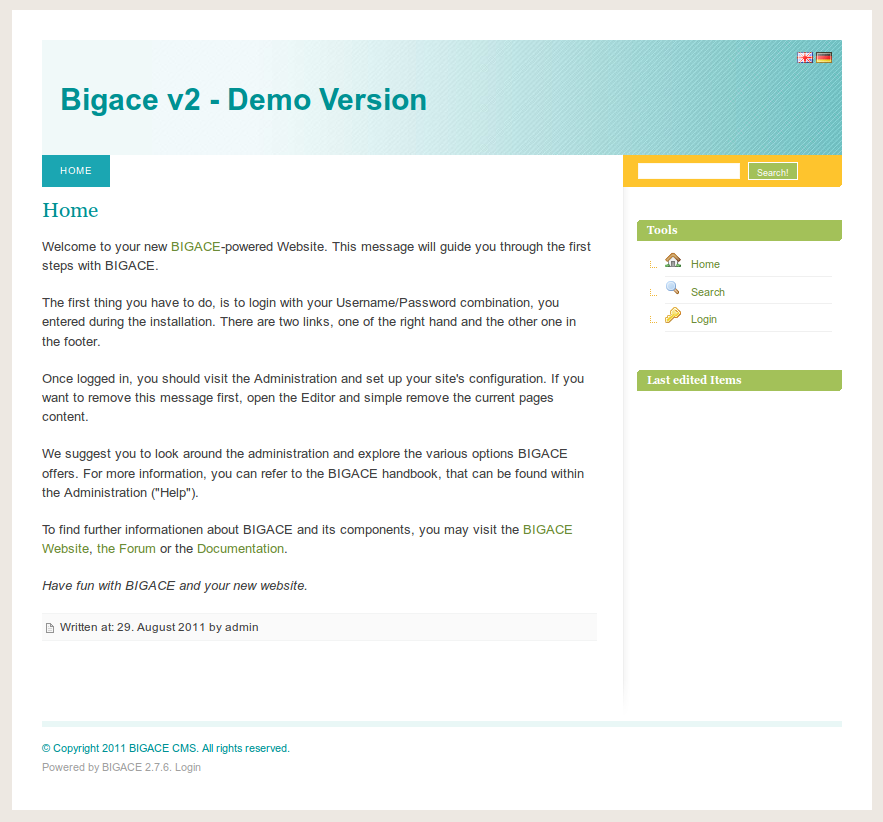 Bigace v2 - Demo Version
HOME
Search!
Home
Welcome to your new BIGACE-powered Website. This message will guide you through the first
steps with BIGACE.
The first thing you have to do, is to login with your Username/Password combination, you
entered during the installation. There are two links, one of the right hand and the other one in
the footer.
Once logged in, you should visit the Administration and set up your site's configuration. If you
want to remove this message first, open the Editor and simple remove the current pages
content.
We suggest you to look around the administration and explore the various options BIGACE
offers. For more information, you can refer to the BIGACE handbook, that can be found within
the Administration ("Help").
To find further informationen about BIGACE and its components, you may visit the BIGACE
Website, the Forum or the Documentation.
Have fun with BIGACE and your new website.
Written at: 29. August 2011 by admin
Tools
Home
Search
Login
Last edited Items
© Copyright 2011 BIGACE CMS. All rights reserved.
Powered by BIGACE 2.7.6. Login